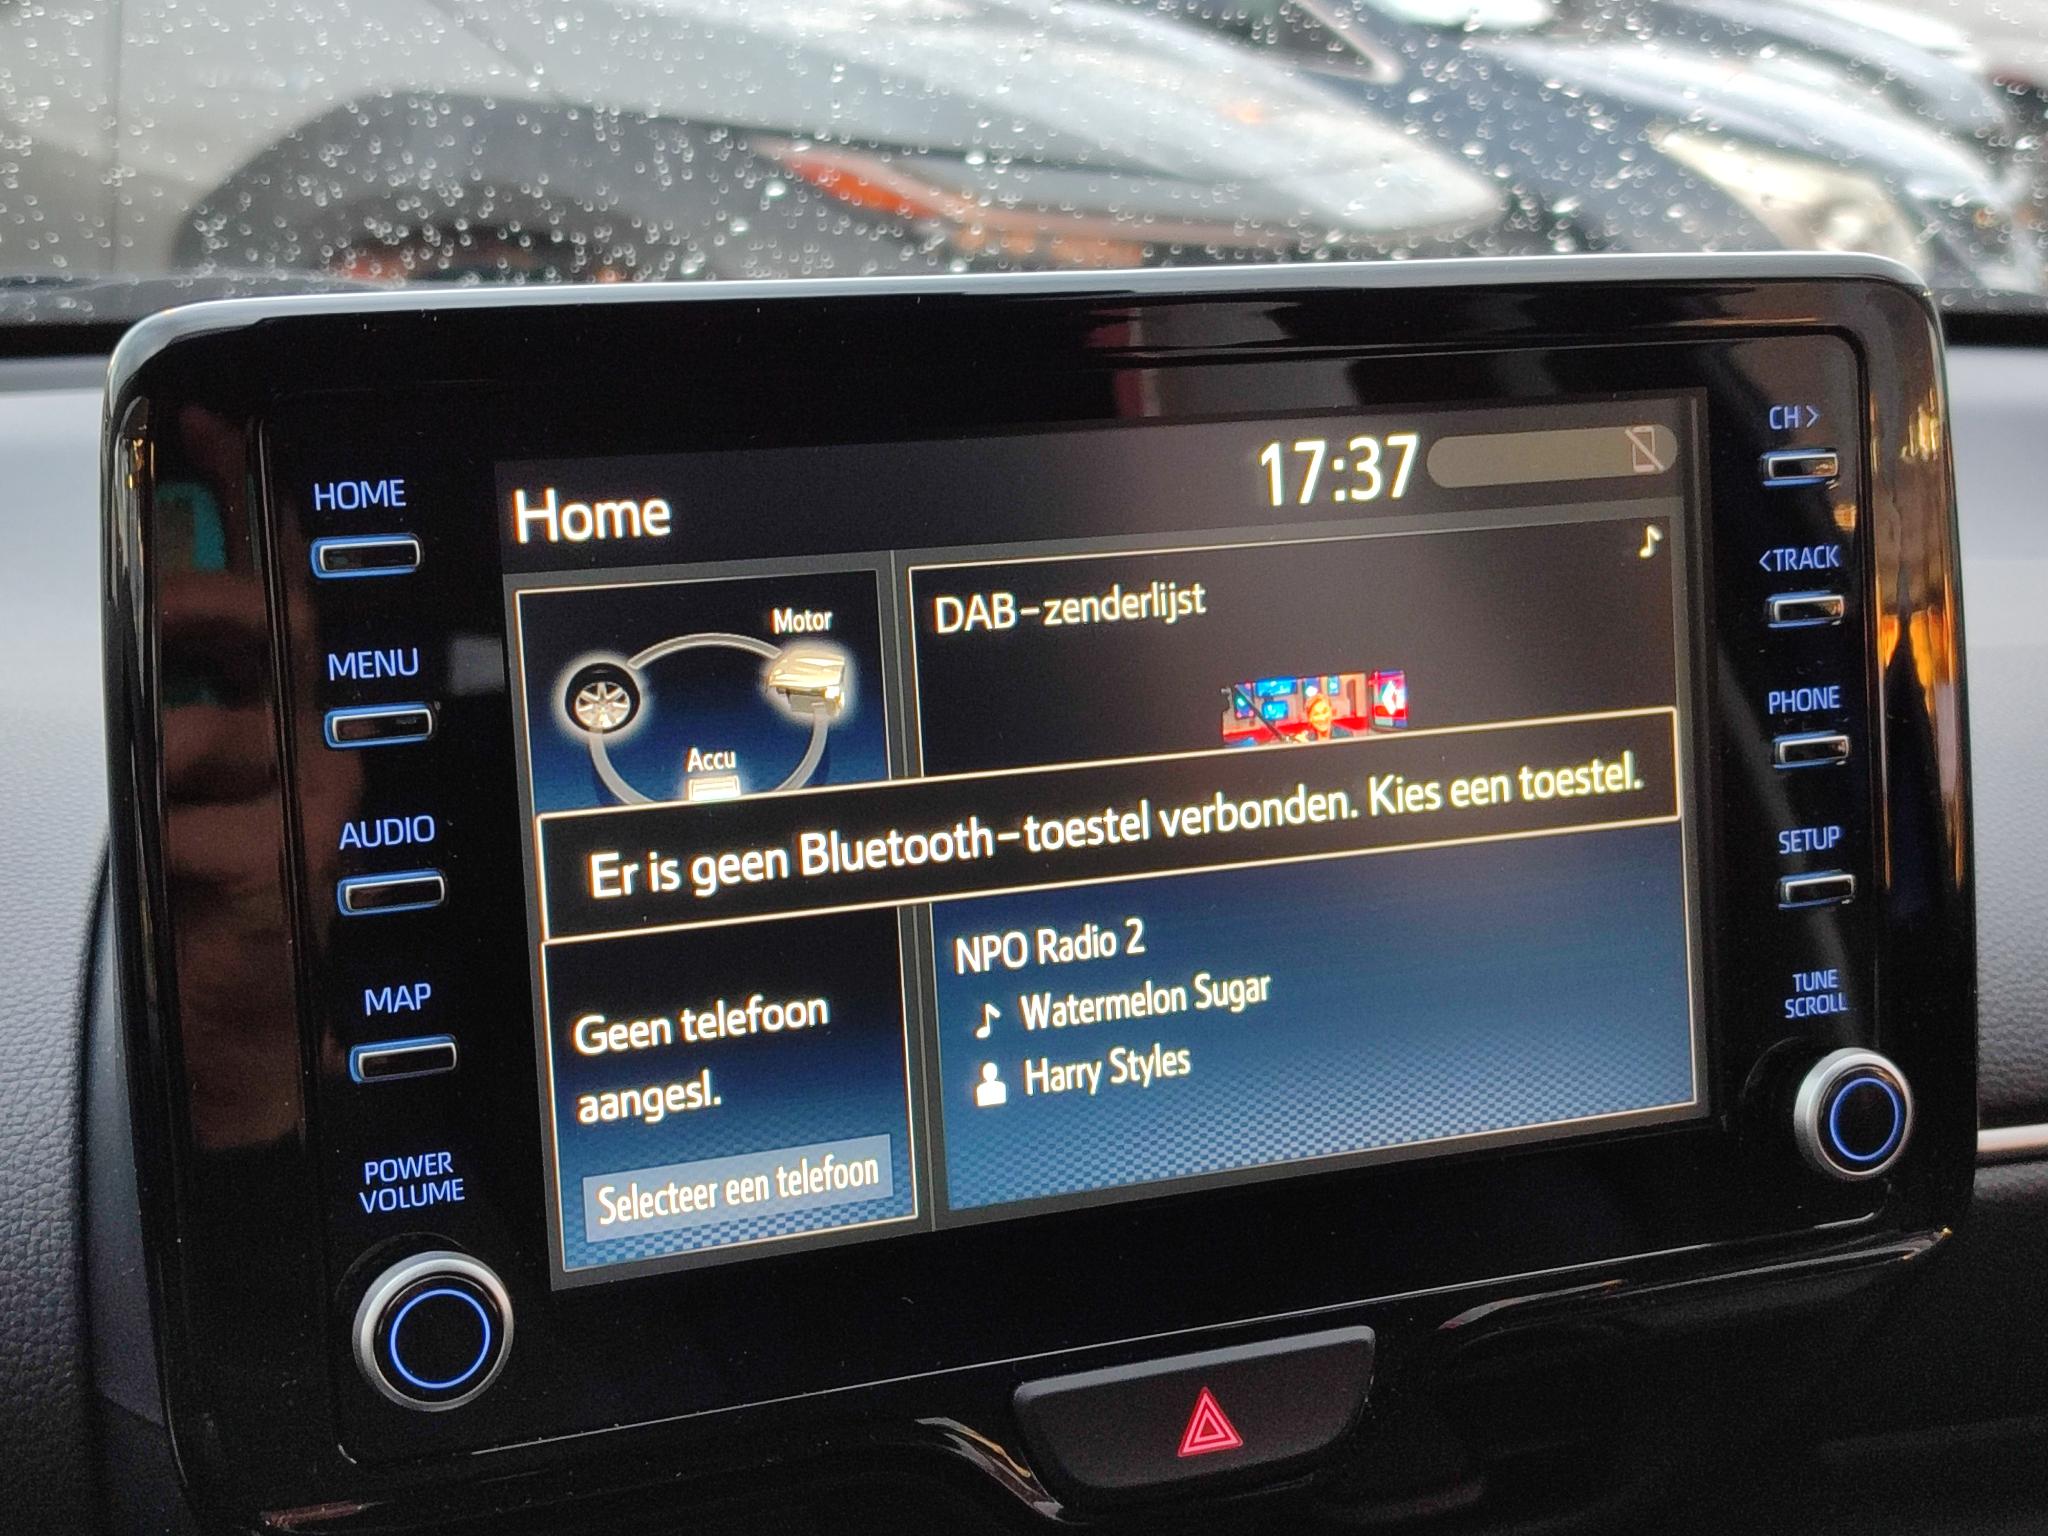 HOME
MENU
AUDIO
MAP
POWER
VOLUME
Home
17:37
Motor
Accu
DAB-zenderlijst
Er is geen Bluetooth-toestel verbonden. Kies een toestel.
Geen telefoon
aangesl.
Selecteer een telefoon
NPO Radio 2
Watermelon Sugar
Harry Styles
CH>
<TRACK
PHONE
SETUP
TUNE
SCROLL